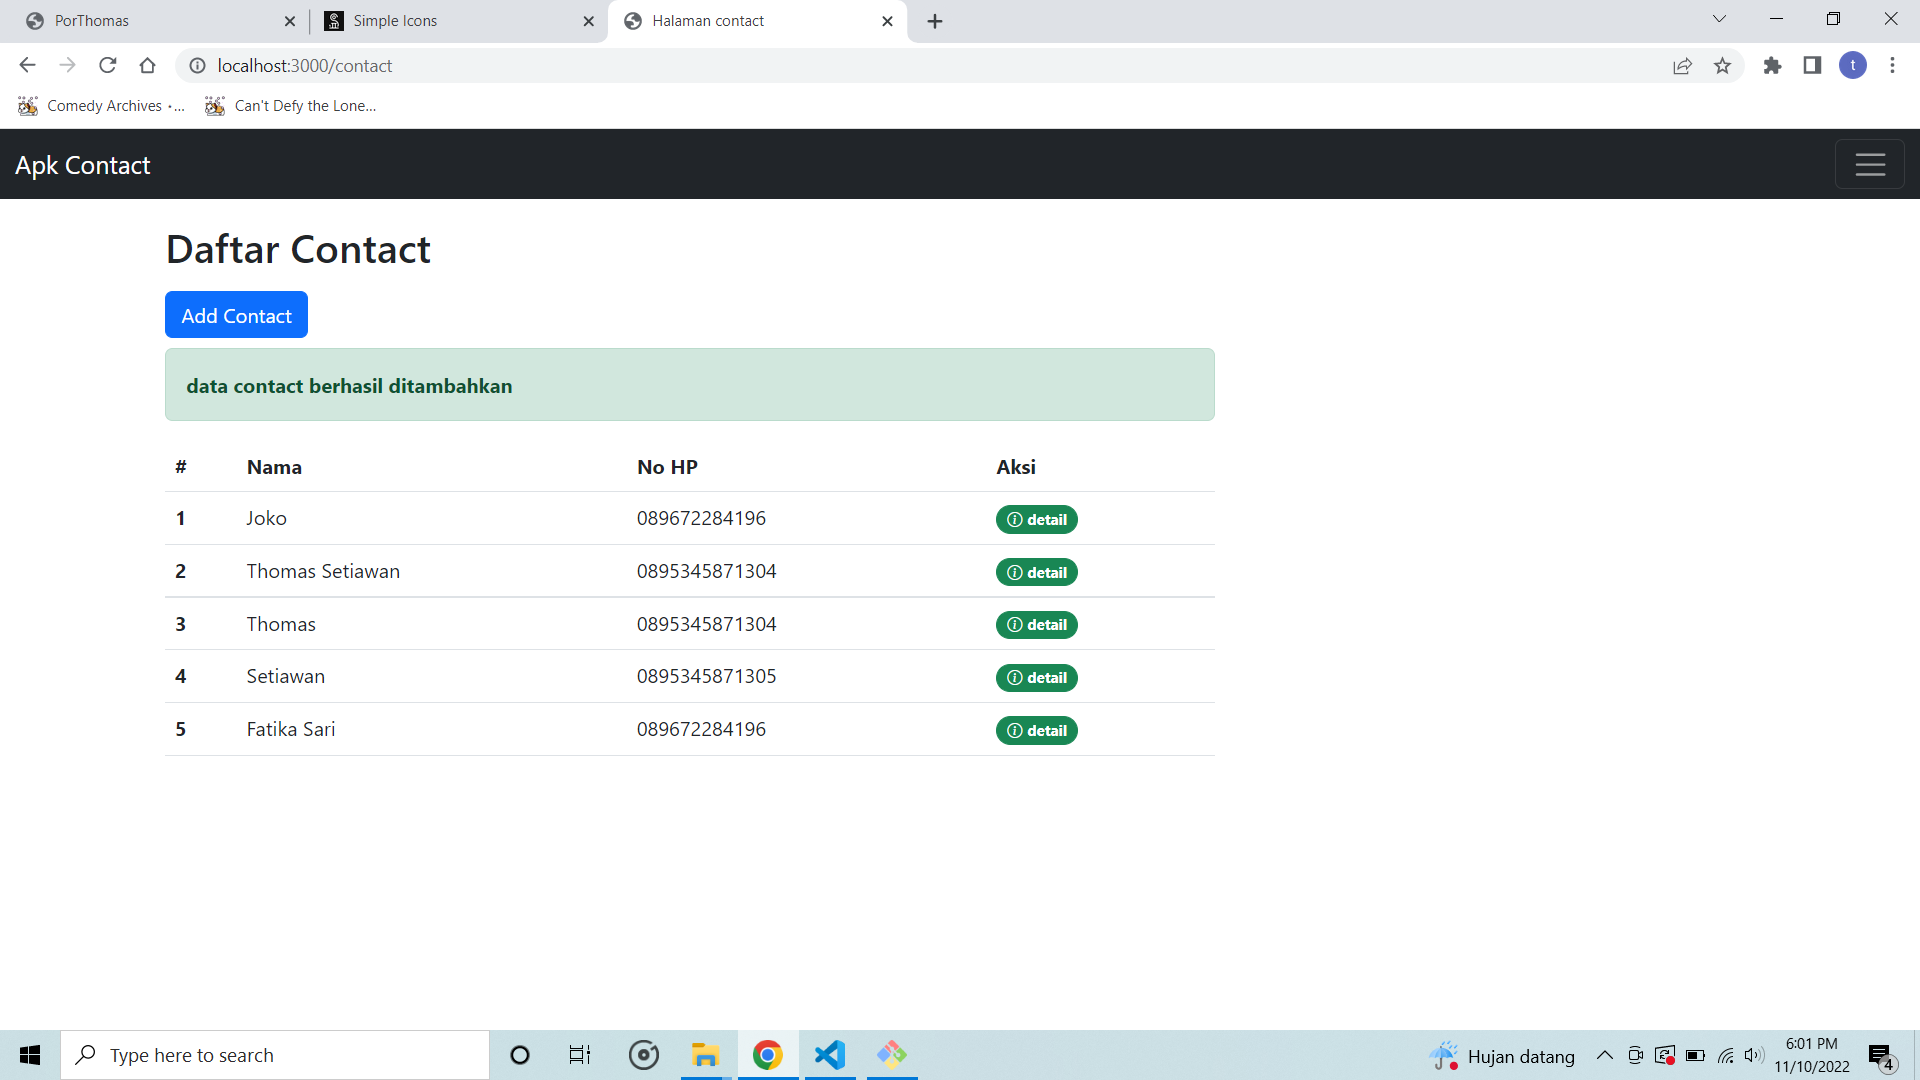 PorThomas
Simple Icons
Halaman contact
localhost:3000/contact
t
Comedy Archives •...
Can't Defy the Lone...
Apk Contact
Daftar Contact
Add Contact
data contact berhasil ditambahkan
# Nama No HP Aksi
1 Joko 089672284196 detail
2 Thomas Setiawan 0895345871304 detail
3 Thomas 0895345871304 detail
4 Setiawan 0895345871305 detail
5 Fatika Sari 089672284196 detail
Type here to search
Hujan datang
6:01 PM
11/10/2022
4